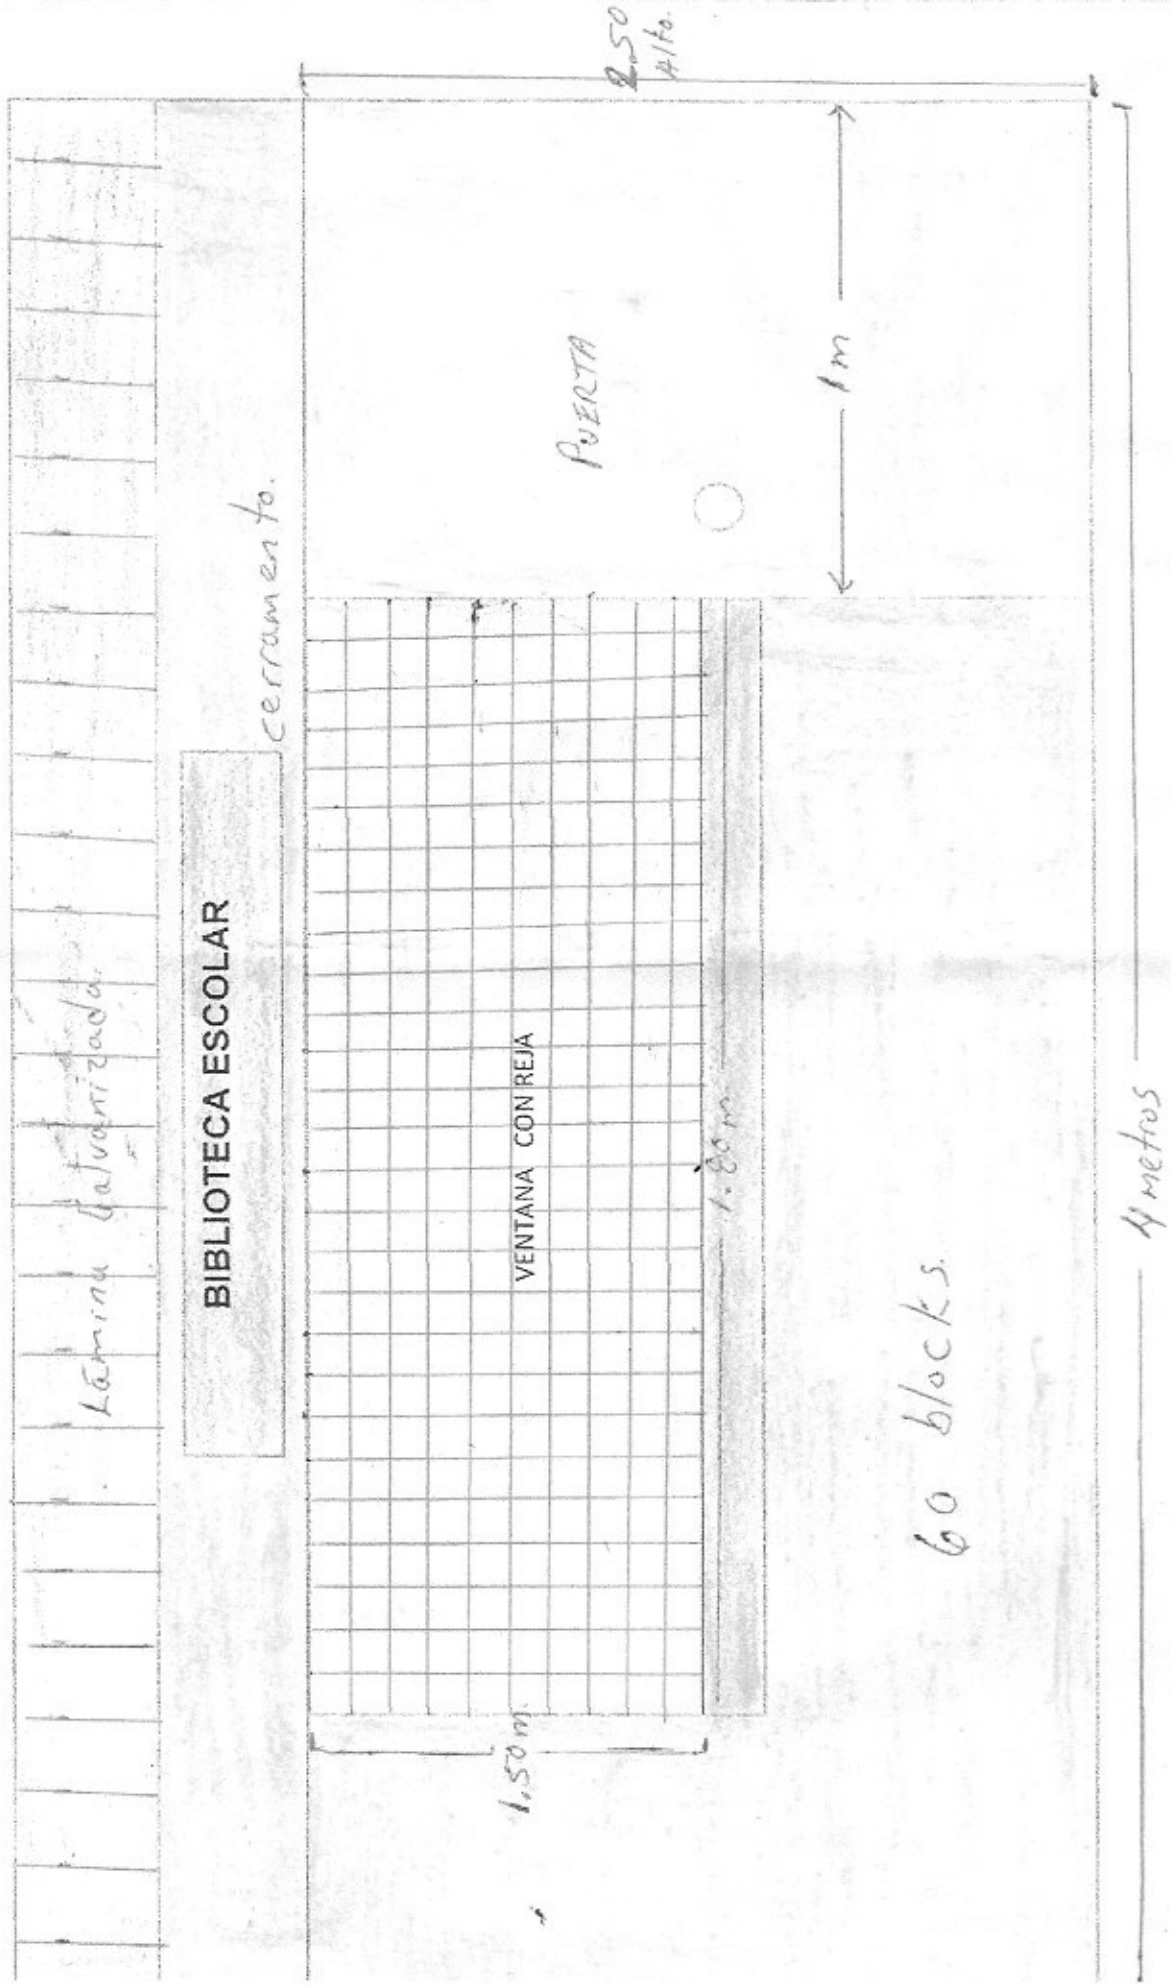 Lámina Galvanizada.
BIBLIOTECA ESCOLAR
cerramento.
2.50
Alto.
VENTANA CON REJA
PUERTA
1.50m
1.80m
1m
60 blocks.
4 metros